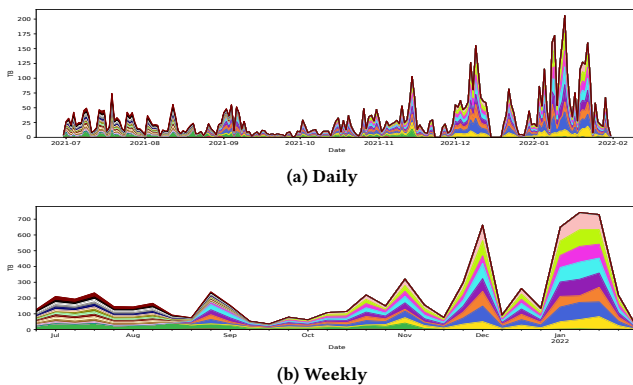 200
175
150
125
100
75
50
25
0
TB
2021-07 2021-08 2021-09 2021-10 2021-11 2021-12 2022-01 2022-02
Date
(a) Daily
700
600
500
400
300
200
100
0
TB
Jul Aug Sep Oct Nov Dec Jan
2022
Date
(b) Weekly